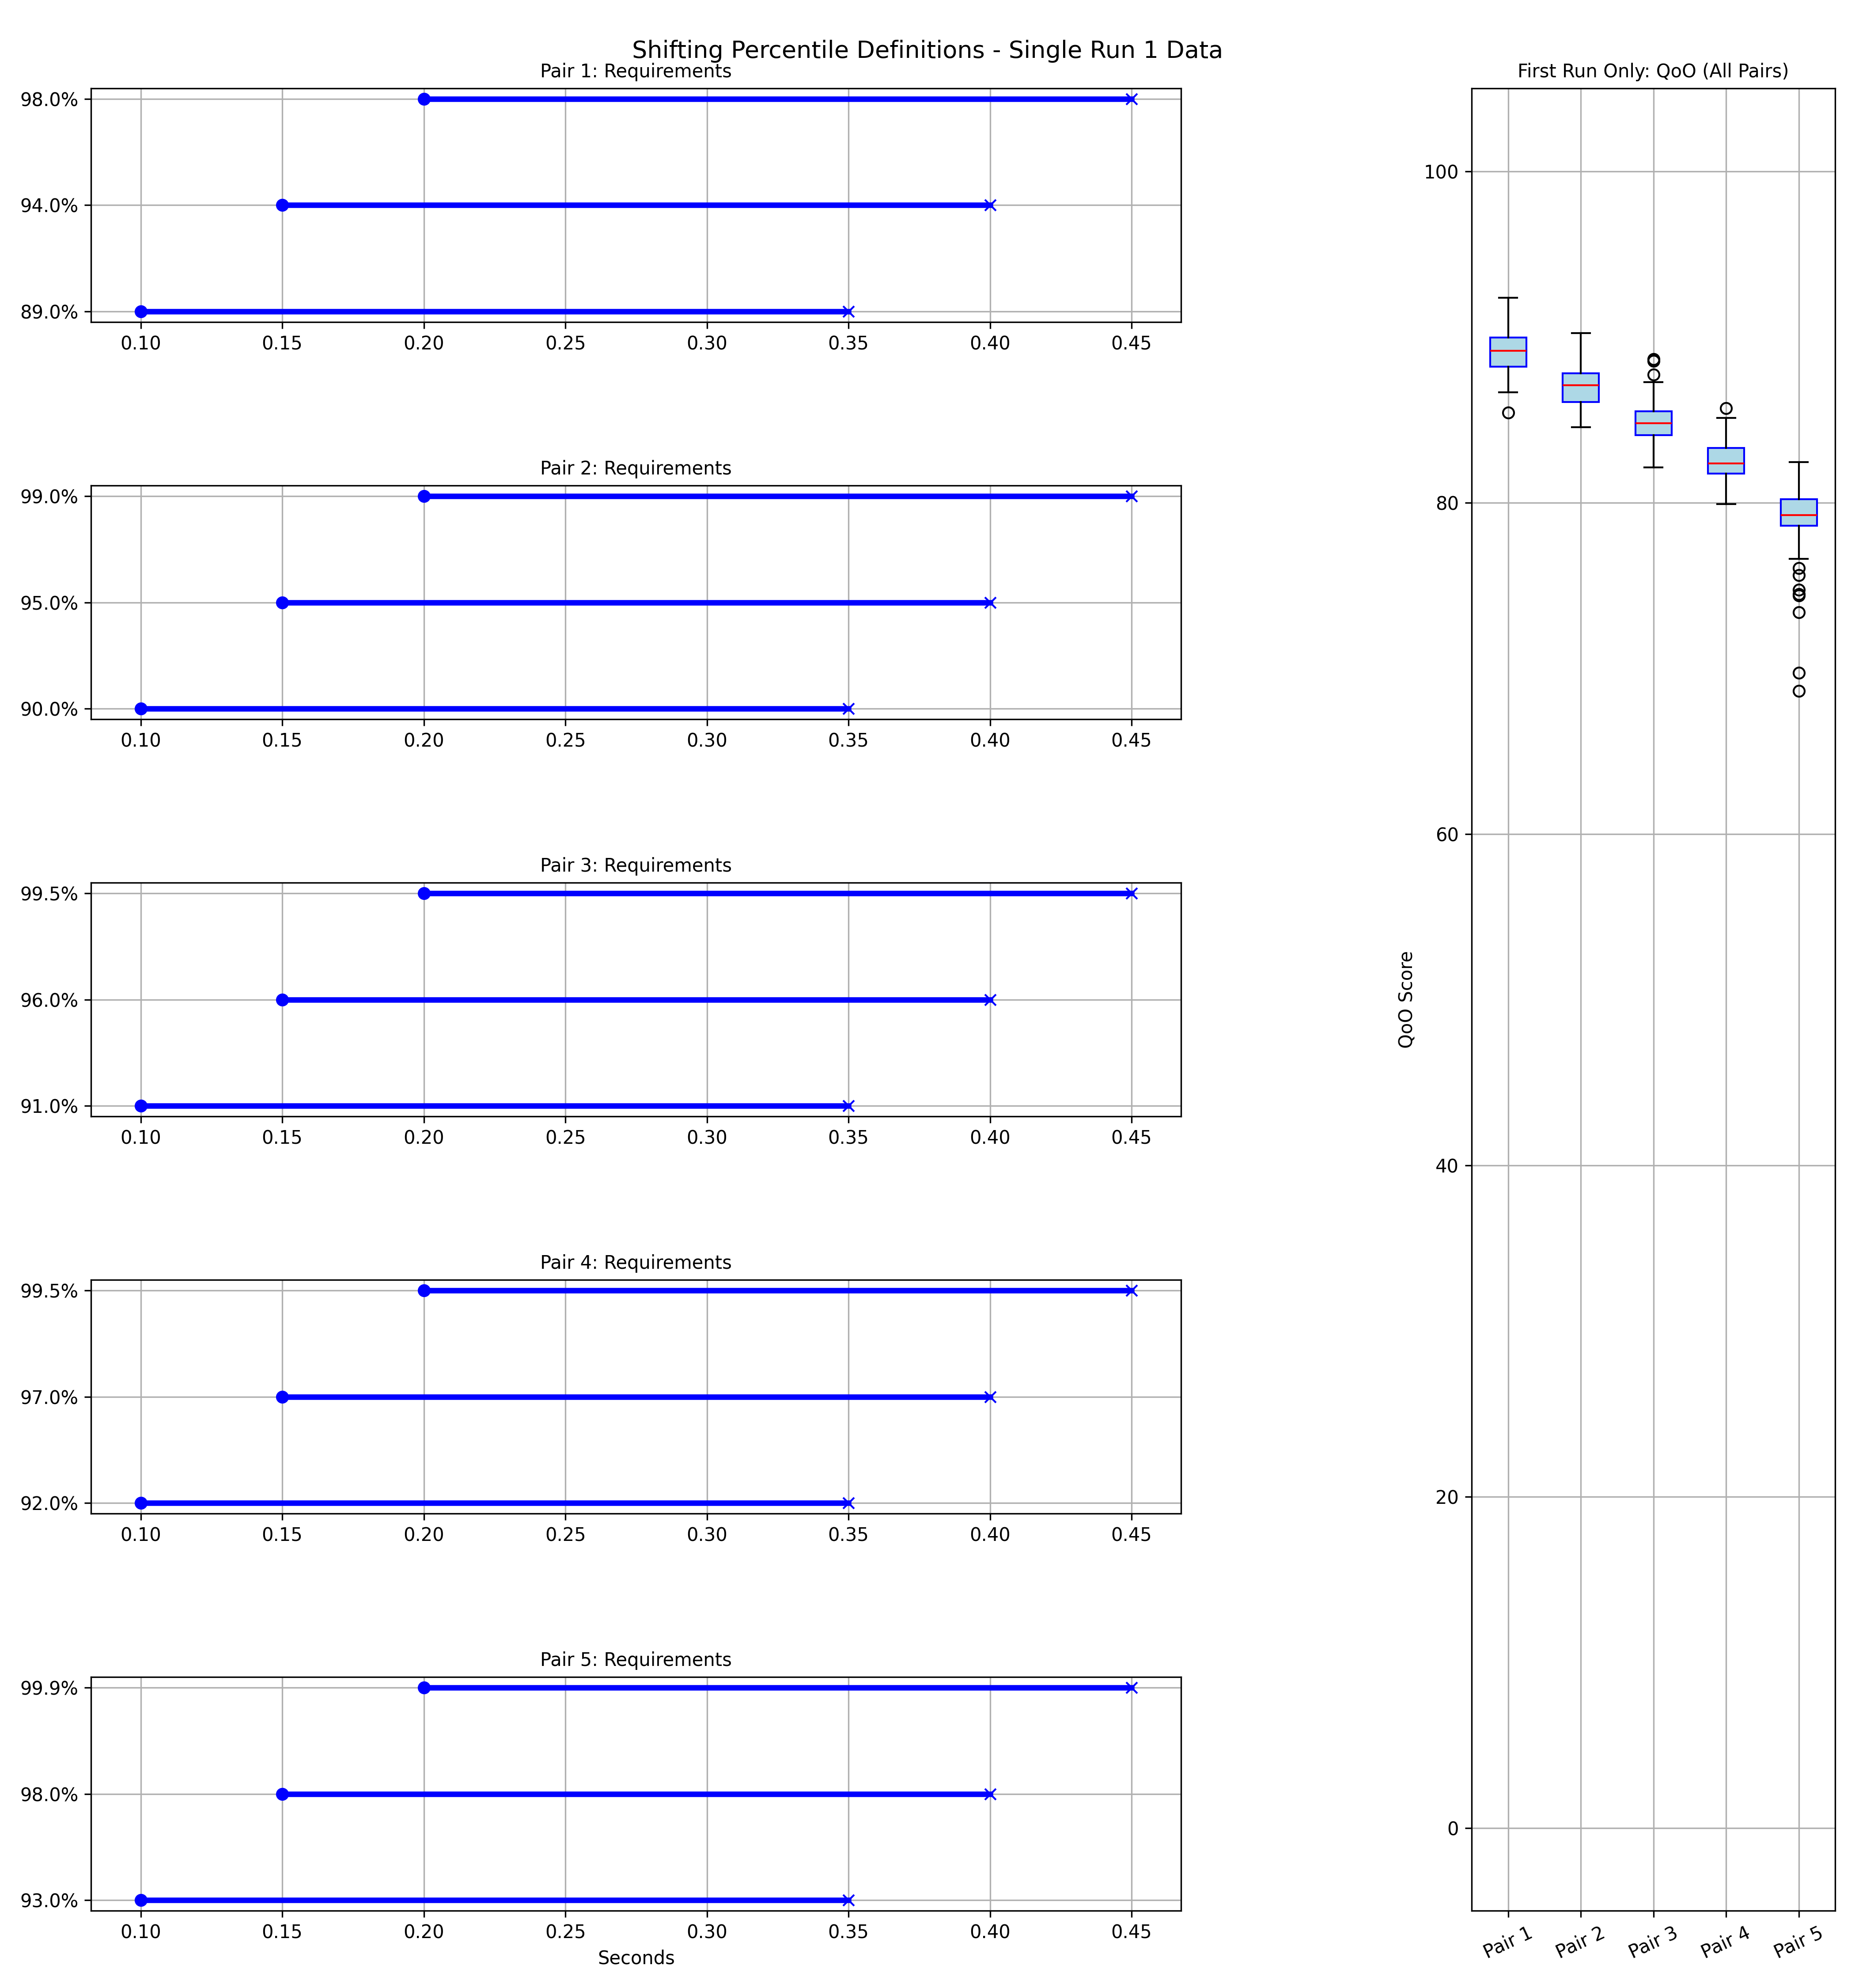 Shifting Percentile Definitions - Single Run 1 Data
Pair 1: Requirements
98.0%
94.0%
89.0%
0.10 0.15 0.20 0.25 0.30 0.35 0.40 0.45
Pair 2: Requirements
99.0%
95.0%
90.0%
0.10 0.15 0.20 0.25 0.30 0.35 0.40 0.45
Pair 3: Requirements
99.5%
96.0%
91.0%
0.10 0.15 0.20 0.25 0.30 0.35 0.40 0.45
Pair 4: Requirements
99.5%
97.0%
92.0%
0.10 0.15 0.20 0.25 0.30 0.35 0.40 0.45
Pair 5: Requirements
99.9%
98.0%
93.0%
0.10 0.15 0.20 0.25 0.30 0.35 0.40 0.45
Seconds
First Run Only: QoO (All Pairs)
100
80
60
40
20
0
QoO Score
Pair 1 Pair 2 Pair 3 Pair 4 Pair 5